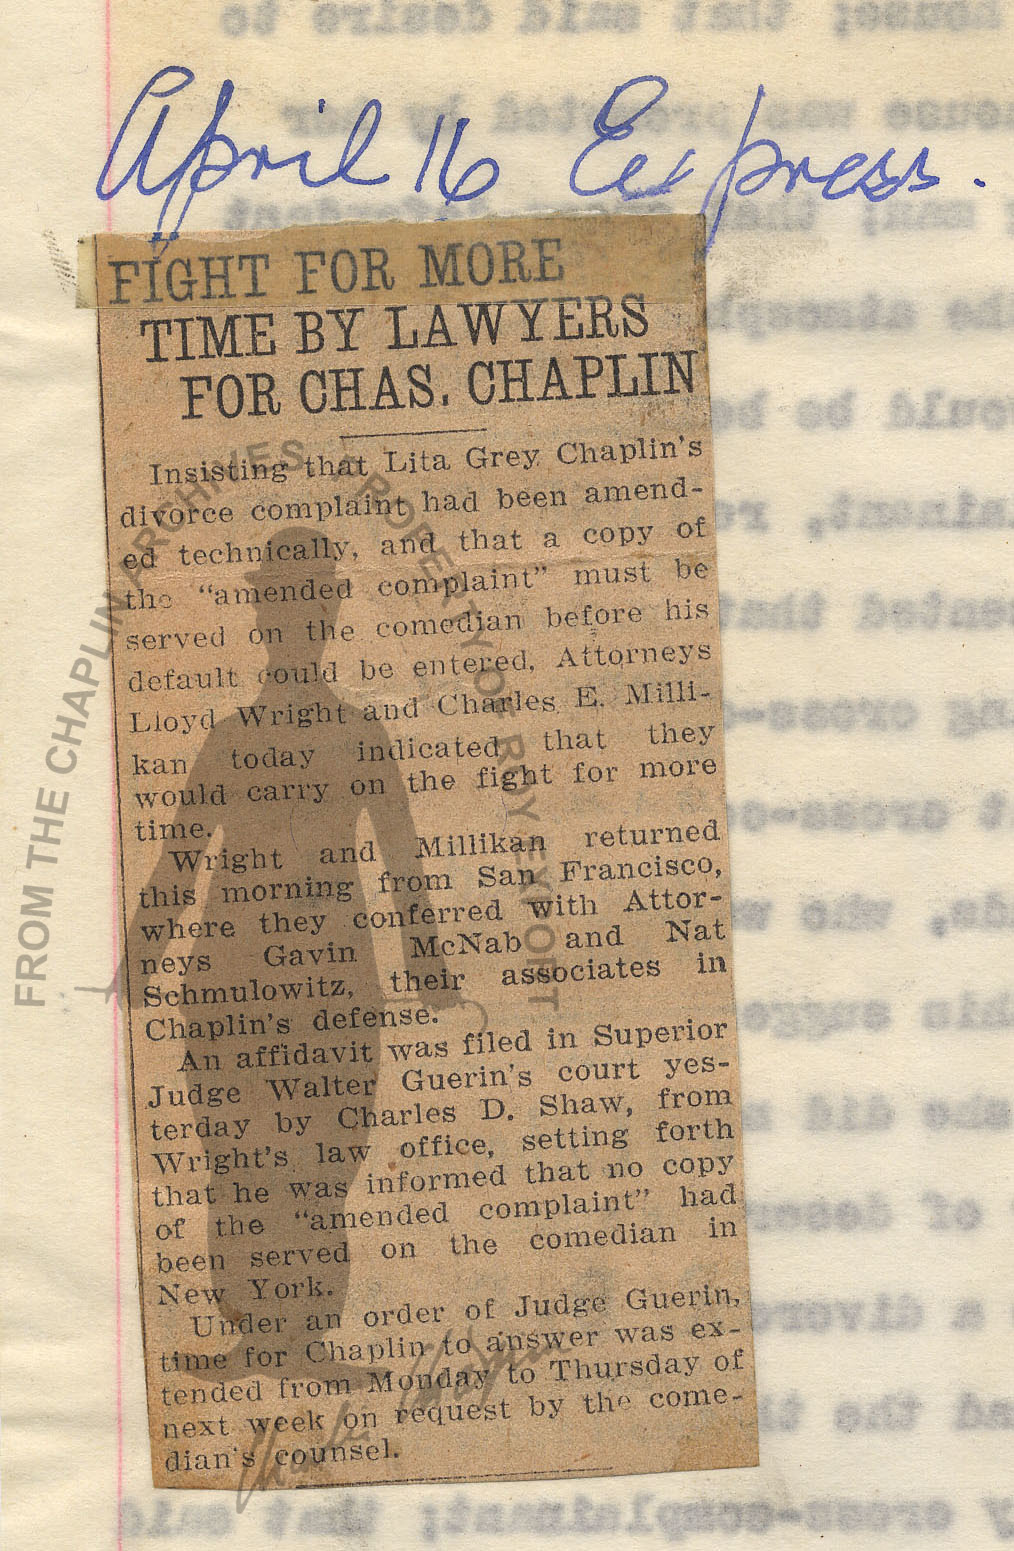 April 16 Express.
FIGHT FOR MORE
TIME BY LAWYERS
FOR CHAS. CHAPLIN
Insisting that Lita Grey Chaplin's
divorce complaint had been amend-
ed technically, and that a copy of
the "amended complaint" must be
served on the comedian before his
default could be entered, Attorneys
Lloyd Wright and Charles E. Milli-
kan today indicated that they
would carry on the fight for more
time.
Wright and Millikan returned
this morning from San Francisco,
where they conferred with Attor-
neys Gavin McNab and Nat
Schmulowitz, their associates in
Chaplin's defense.
An affidavit was filed in Superior
Judge Walter Guerin's court yes-
terday by Charles D. Shaw, from
Wright's law office, setting forth
that he was informed that no copy
of the "amended complaint" had
been served on the comedian in
New York.
Under an order of Judge Guerin,
time for Chaplin to answer was ex-
tended from Monday to Thursday of
next week on request by the come-
dian's counsel.
FROM THE CHAPLIN ARCHIVES PROPERTY OF ROY EXPORT
Charles Chaplin